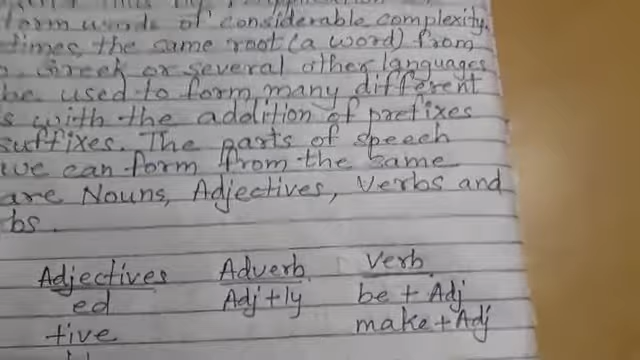 form words of considerable complexity.
times the same root (a word) from
Greek or several other languages
be used to form many different
s with the addition of prefixes
suffixes. The parts of speech
we can form from the same
are Nouns, Adjectives, Verbs and
bs.
Adjectives Adverb Verb
ed Adj+ly be + Adj
tive make + Adj